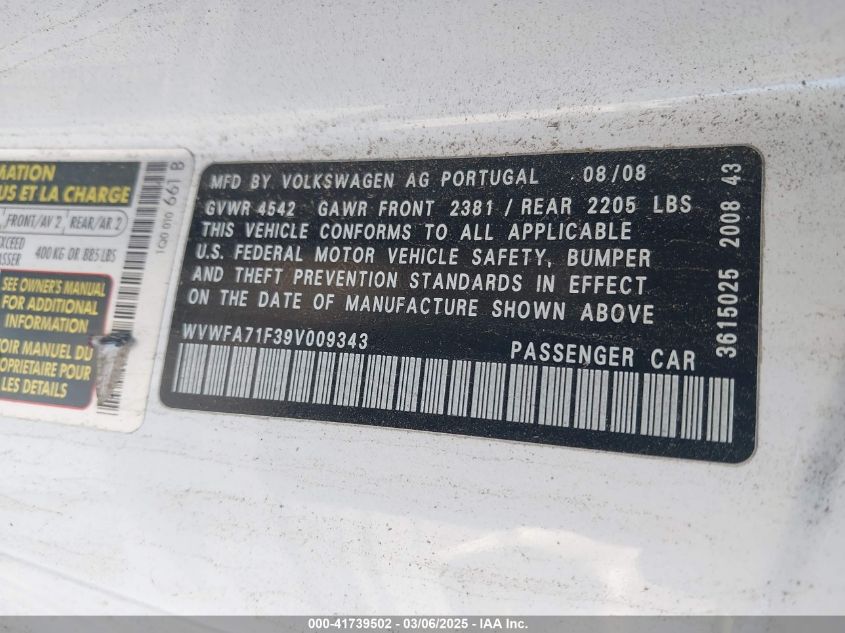 MATION
US ET LA CHARGE
FRONT/AV 2 REAR/AR 2
EXCEED
ASSER 400 KG OR 885 LBS
SEE OWNER'S MANUAL
FOR ADDITIONAL
INFORMATION
VOIR MANUEL DU
PROPRIETAIRE POUR
LES DETAILS
1Q0 010 661 B
MFD BY VOLKSWAGEN AG PORTUGAL 08/08
GVWR 4542 GAWR FRONT 2381 / REAR 2205 LBS
THIS VEHICLE CONFORMS TO ALL APPLICABLE
U.S. FEDERAL MOTOR VEHICLE SAFETY, BUMPER
AND THEFT PREVENTION STANDARDS IN EFFECT
ON THE DATE OF MANUFACTURE SHOWN ABOVE
WVWFA71F39V009343 PASSENGER CAR
3615025 2008 43
000-41739502 - 03/06/2025 - IAA Inc.